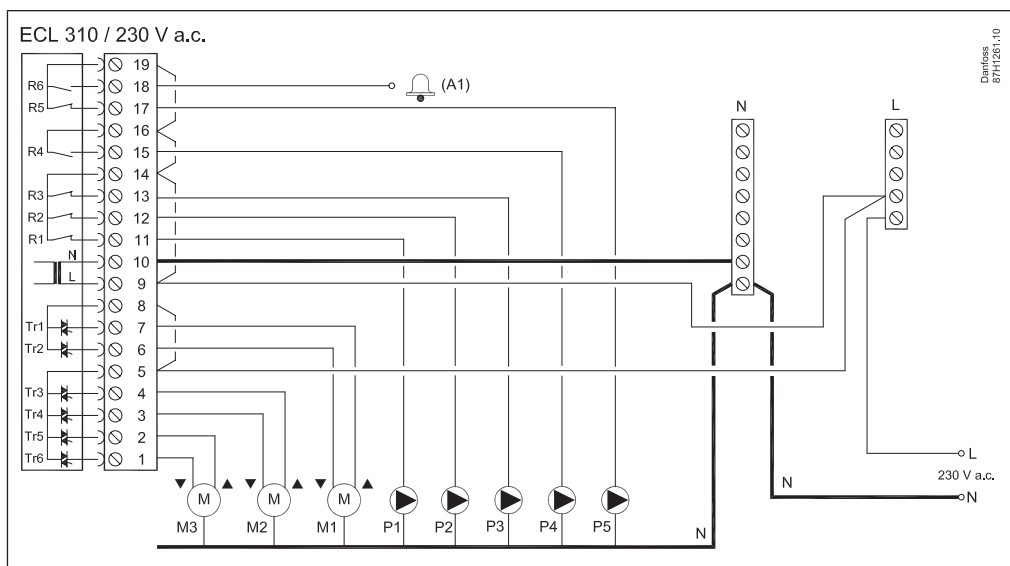 ECL 310 / 230 V a.c.
Danfoss
87H1261.10
19
R6 18 (A1)
R5 17
N L
16
R4 15
14
R3 13
R2 12
R1 11
N 10
L 9
8
Tr1 7
Tr2 6
5
Tr3 4
Tr4 3
Tr5 2
Tr6 1
L
230 V a.c.
N N
M M M
M3 M2 M1 P1 P2 P3 P4 P5 N